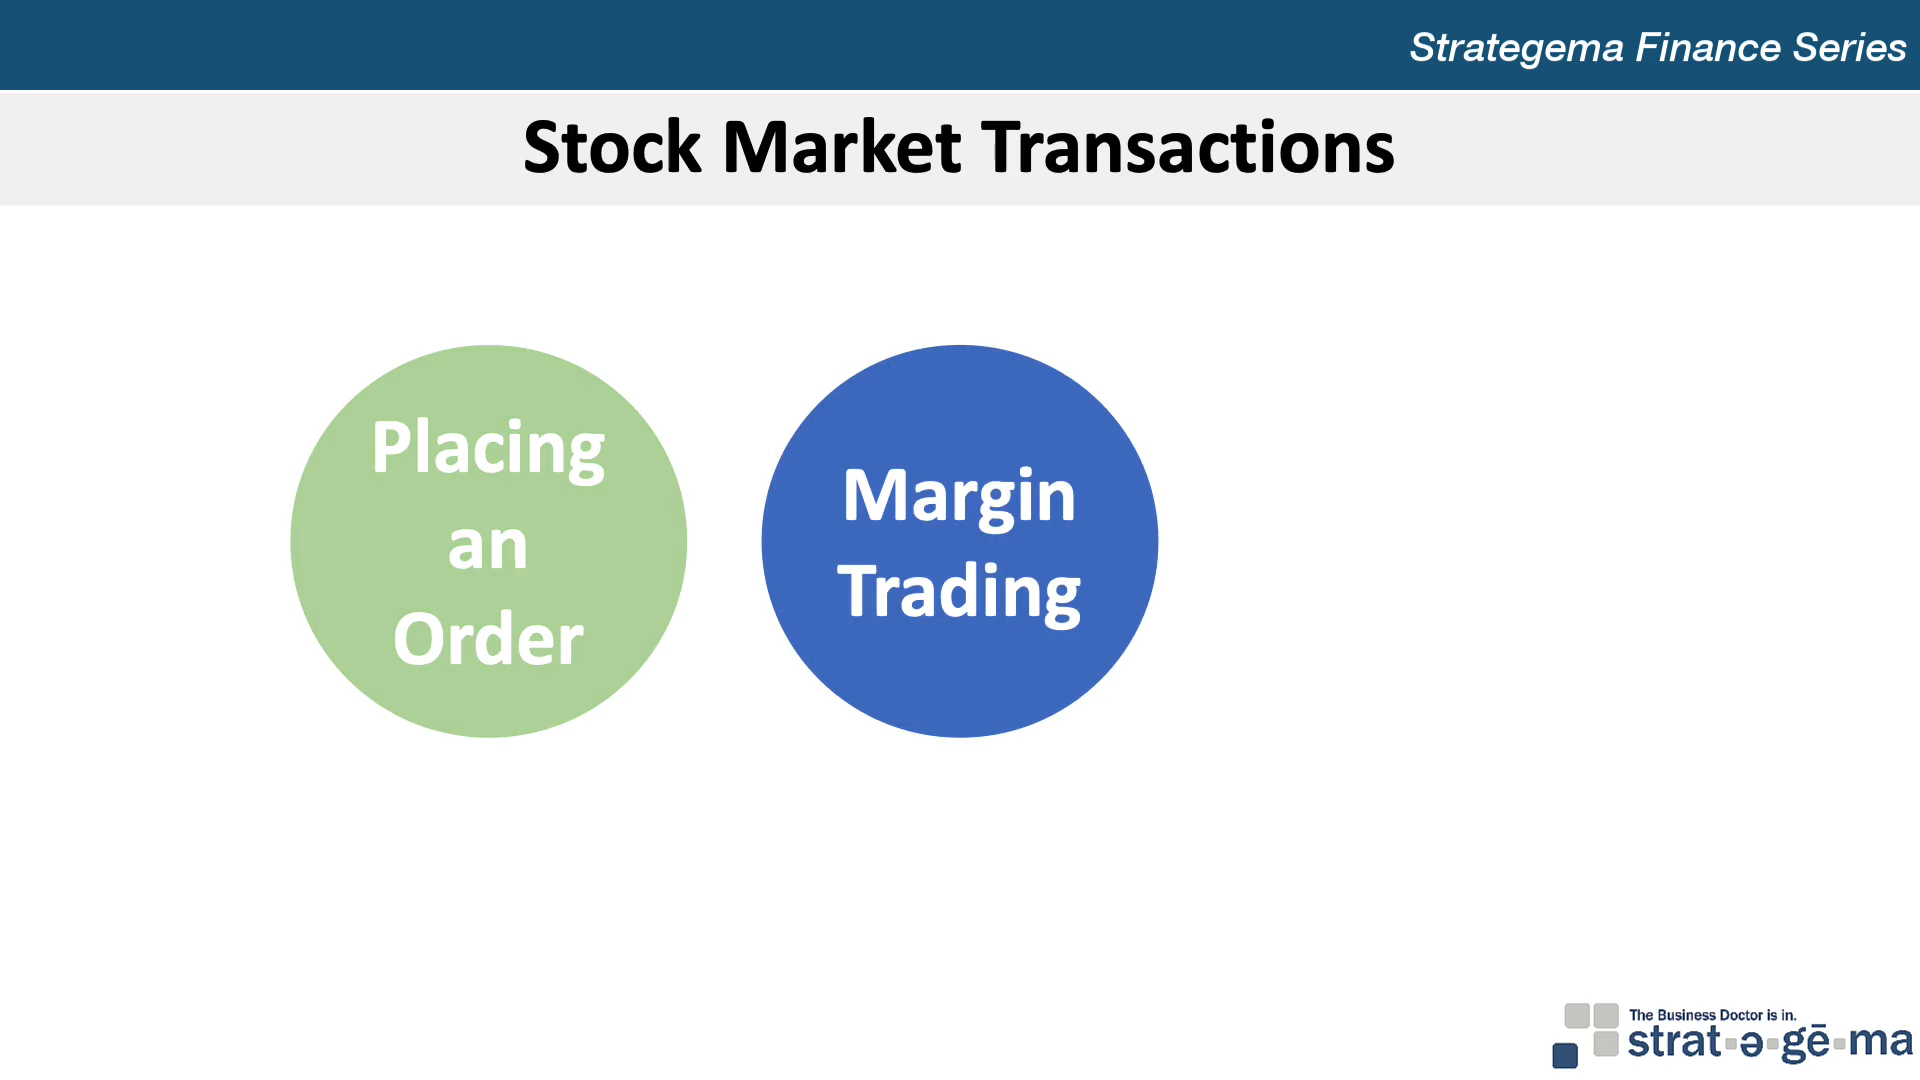 Strategema Finance Series
Stock Market Transactions
Placing
an
Order
Margin
Trading
The Business Doctor is in.
strat-ə-gē-ma